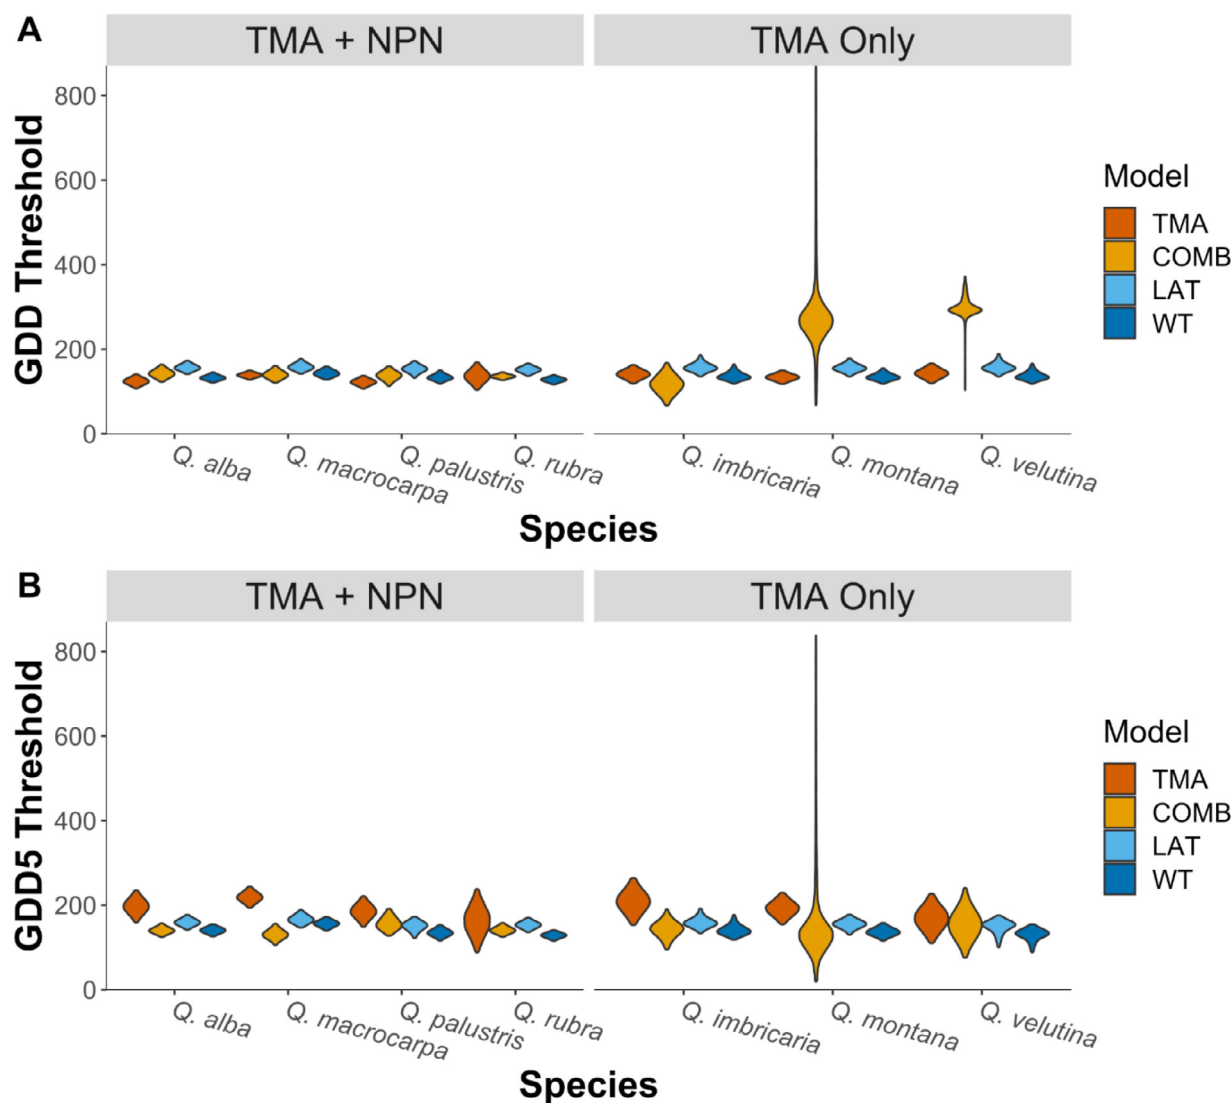 A
TMA + NPN
TMA Only
GDD Threshold
800
600
400
200
0
Q. alba
Q. macrocarpa
Q. palustris
Q. rubra
Q. imbricaria
Q. montana
Q. velutina
Species
Model
TMA
COMB
LAT
WT
B
TMA + NPN
TMA Only
GDD5 Threshold
800
600
400
200
0
Q. alba
Q. macrocarpa
Q. palustris
Q. rubra
Q. imbricaria
Q. montana
Q. velutina
Species
Model
TMA
COMB
LAT
WT